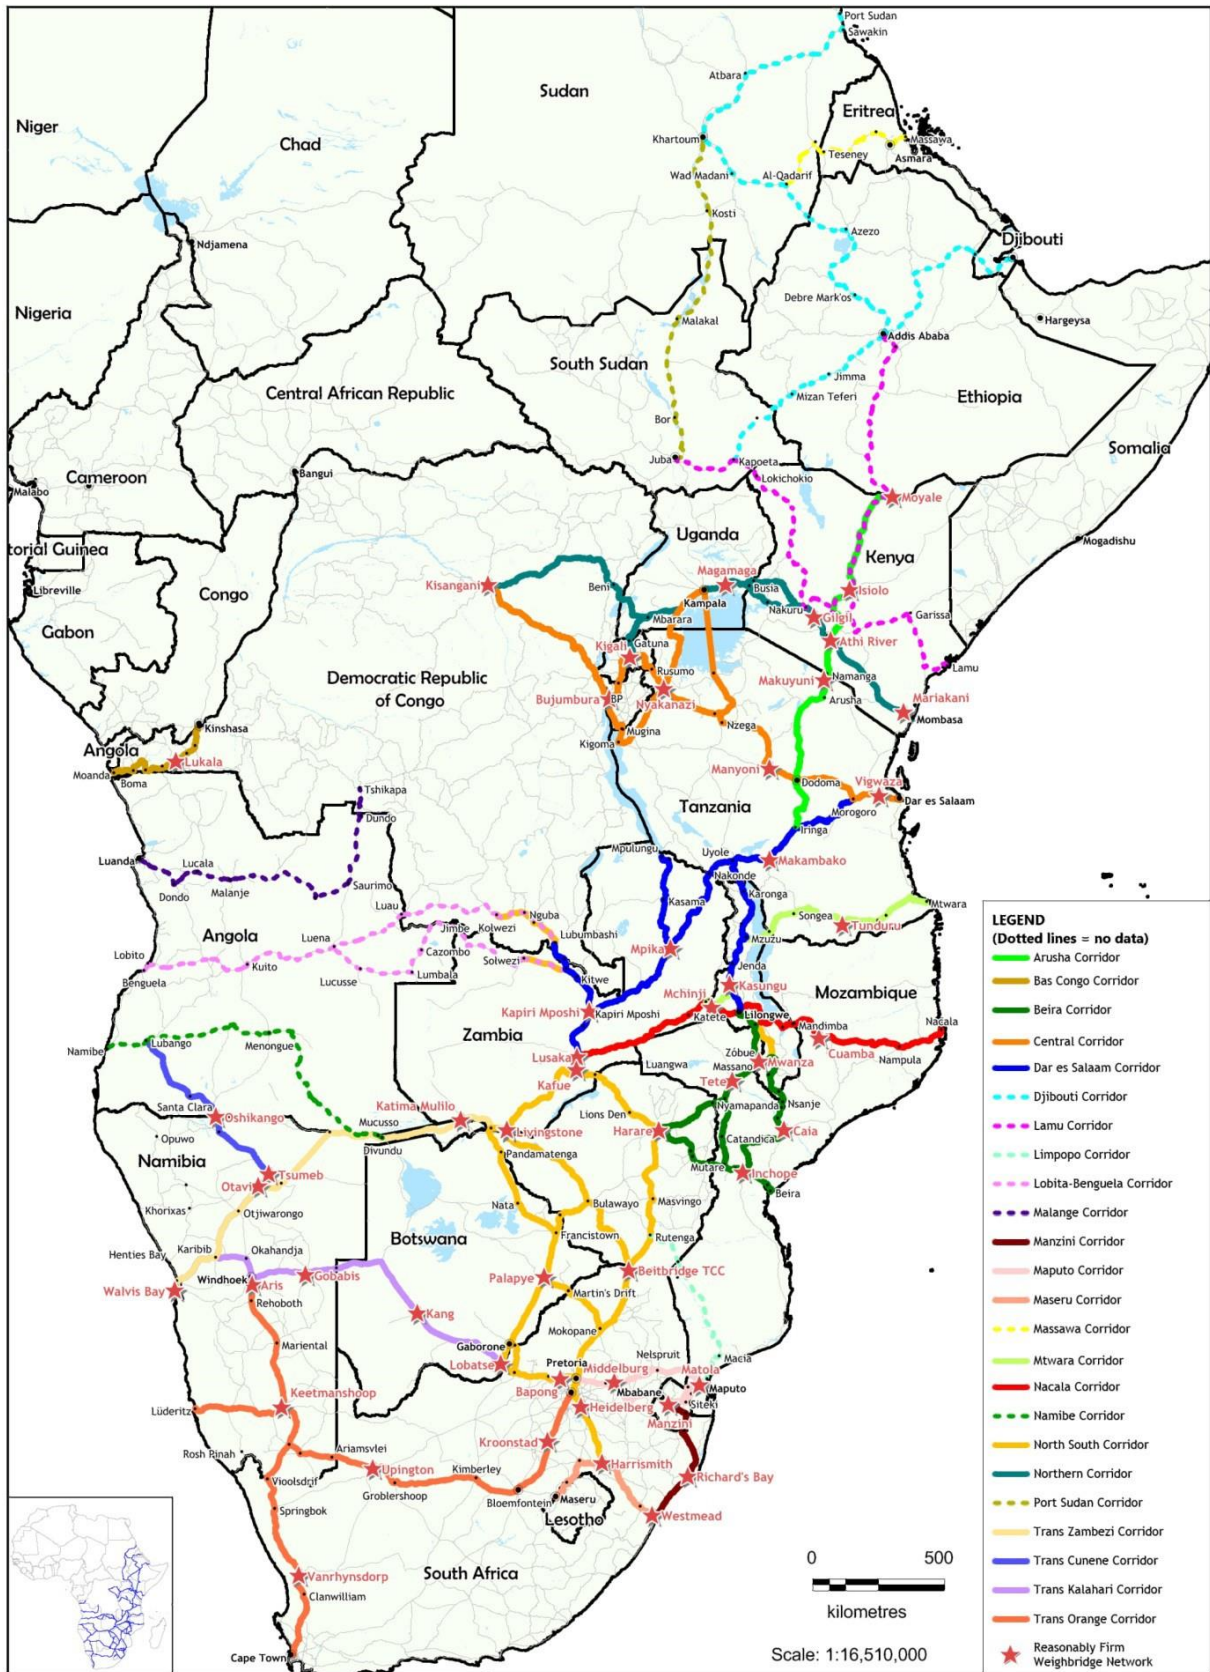 Port Sudan
Sawakin
Atbara
Sudan
Eritrea
Niger
Chad
Khartoum
Massawa
Teseney
Asmara
Wad Madani
Al-Qadarif
Kosti
Azezo
Ndjamena
Djibouti
Debre Mark'os
Nigeria
Malakal
Hargeysa
Addis Ababa
South Sudan
Jimma
Central African Republic
Mizan Teferi
Ethiopia
Bor
Somalia
Juba
Kapoeta
Cameroon
Bangui
Lokichokio
Malabo
Moyale
Uganda
Mogadishu
torial Guinea
Kenya
Congo
Kisangani
Magamaga
Libreville
Beni
Busia
Isiolo
Kampala
Nakuru
Garissa
Gabon
Mbarara
Gilgil
Kigali
Gatuna
Athi River
Lamu
Rusumo
Democratic Republic
of Congo
Makuyuni
Namanga
Bujumbura
BP
Nyakanazi
Arusha
Mariakani
Mombasa
Kinshasa
Mugina
Nzega
Angola
Kigoma
Lukala
Manyoni
Moanda
Boma
Dodoma
Vigwaza
Tshikapa
Tanzania
Morogoro
Dar es Salaam
Dundo
Iringa
Luanda
Lucala
Mpulungu
Uyole
Makambako
Dondo
Malanje
Saurimo
Nakonde
Kasama
Karonga
Mtwara
Luau
Nguba
Songea
Tunduru
Angola
Jimbe
Kolwezi
Lubumbashi
Mzuzu
Lobito
Luena
Cazombo
Solwezi
Mpika
Kuito
Lumbala
Kitwe
Jenda
Benguela
Lucusse
Kasungu
Mchinji
Mozambique
Kapiri Mposhi
Kapiri Mposhi
Katete
Lilongwe
Nacala
Zambia
Mandimba
Lubango
Menongue
Lusaka
Cuamba
Namibe
Luangwa
Zóbue
Nampula
Kafue
Massano
Mwanza
Tete
Santa Clara
Katima Mulilo
Lions Den
Nyamapanda
Nsanje
Oshikango
Mucusso
Livingstone
Harare
Caia
Opuwo
Divundu
Catandica
Namibia
Pandamatenga
Tsumeb
Mutare
Inchope
Otavi
Beira
Khorixas
Otjiwarongo
Nata
Bulawayo
Masvingo
Botswana
Francistown
Rutenga
Henties Bay
Karibib
Okahandja
Windhoek
Gobabis
Palapye
Beitbridge TCC
Walvis Bay
Aris
Martin's Drift
Rehoboth
Kang
Mokopane
Mariental
Gaborone
Nelspruit
Macia
Lobatse
Pretoria
Middelburg
Matola
Keetmanshoop
Bapong
Mbabane
Maputo
Lüderitz
Heidelberg
Siteki
Manzini
Rosh Pinah
Ariamsvlei
Kroonstad
Upington
Kimberley
Harrismith
Vioolsdrif
Richard's Bay
Groblershoop
Bloemfontein
Maseru
Springbok
Lesotho
Westmead
Vanrhynsdorp
South Africa
Clanwilliam
Cape Town
0 500
kilometres
Scale: 1:16,510,000
LEGEND
(Dotted lines = no data)
Arusha Corridor
Bas Congo Corridor
Beira Corridor
Central Corridor
Dar es Salaam Corridor
Djibouti Corridor
Lamu Corridor
Limpopo Corridor
Lobita-Benguela Corridor
Malange Corridor
Manzini Corridor
Maputo Corridor
Maseru Corridor
Massawa Corridor
Mtwara Corridor
Nacala Corridor
Namibe Corridor
North South Corridor
Northern Corridor
Port Sudan Corridor
Trans Zambezi Corridor
Trans Cunene Corridor
Trans Kalahari Corridor
Trans Orange Corridor
Reasonably Firm
Weighbridge Network